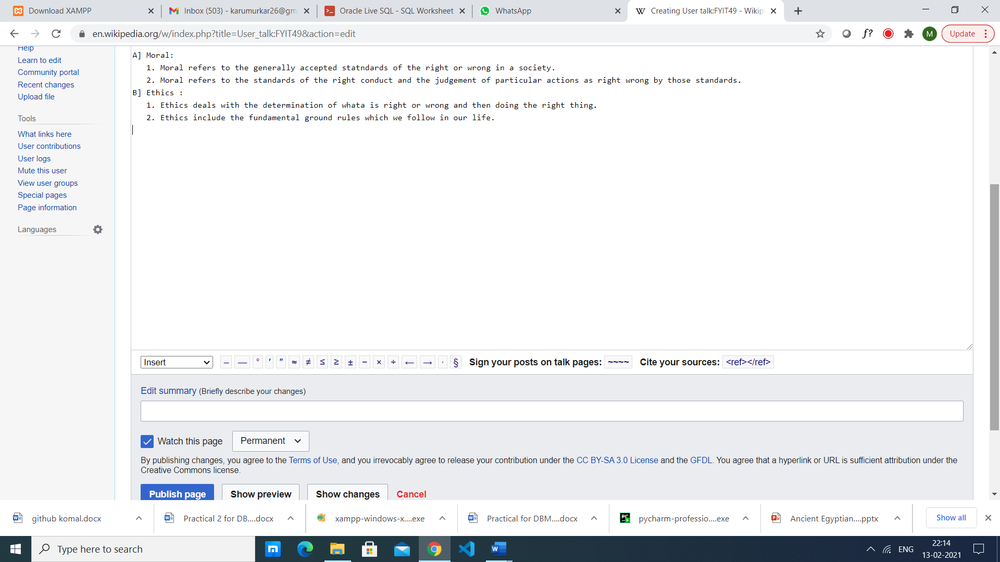 Download XAMPP
Inbox (503) - karumurkar26@gm
Oracle Live SQL - SQL Worksheet
WhatsApp
Creating User talk:FYIT49 - Wikip
en.wikipedia.org/w/index.php?title=User_talk:FYIT49&action=edit
f?
M
Update
Help
Learn to edit
Community portal
Recent changes
Upload file
Tools
What links here
User contributions
User logs
Mute this user
View user groups
Special pages
Page information
Languages
A] Moral:
1. Moral refers to the generally accepted statndards of the right or wrong in a society.
2. Moral refers to the standards of the right conduct and the judgement of particular actions as right wrong by those standards.
B] Ethics :
1. Ethics deals with the determination of whata is right or wrong and then doing the right thing.
2. Ethics include the fundamental ground rules which we follow in our life.
Insert – — ° ′ ″ ≈ ≠ ≤ ≥ ± − × ÷ ← → · § Sign your posts on talk pages: ~~~~ Cite your sources: <ref></ref>
Edit summary (Briefly describe your changes)
Watch this page Permanent
By publishing changes, you agree to the Terms of Use, and you irrevocably agree to release your contribution under the CC BY-SA 3.0 License and the GFDL. You agree that a hyperlink or URL is sufficient attribution under the
Creative Commons license.
Publish page Show preview Show changes Cancel
github komal.docx
Practical 2 for DB....docx
xampp-windows-x....exe
Practical for DBM....docx
pycharm-professio....exe
Ancient Egyptian....pptx
Show all
Type here to search
ENG
22:14
13-02-2021